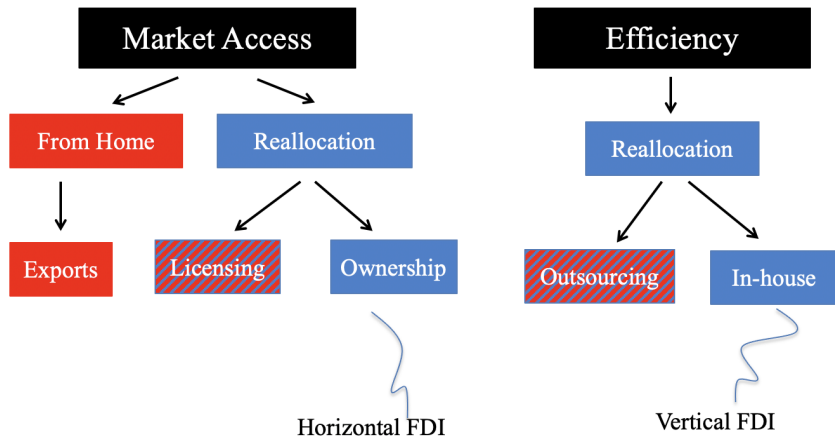 Market Access
Efficiency
From Home
Reallocation
Reallocation
Exports
Licensing
Ownership
Outsourcing
In-house
Horizontal FDI
Vertical FDI